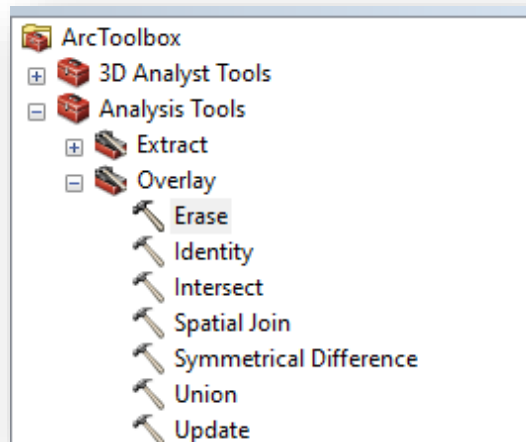 ArcToolbox
3D Analyst Tools
Analysis Tools
Extract
Overlay
Erase
Identity
Intersect
Spatial Join
Symmetrical Difference
Union
Update